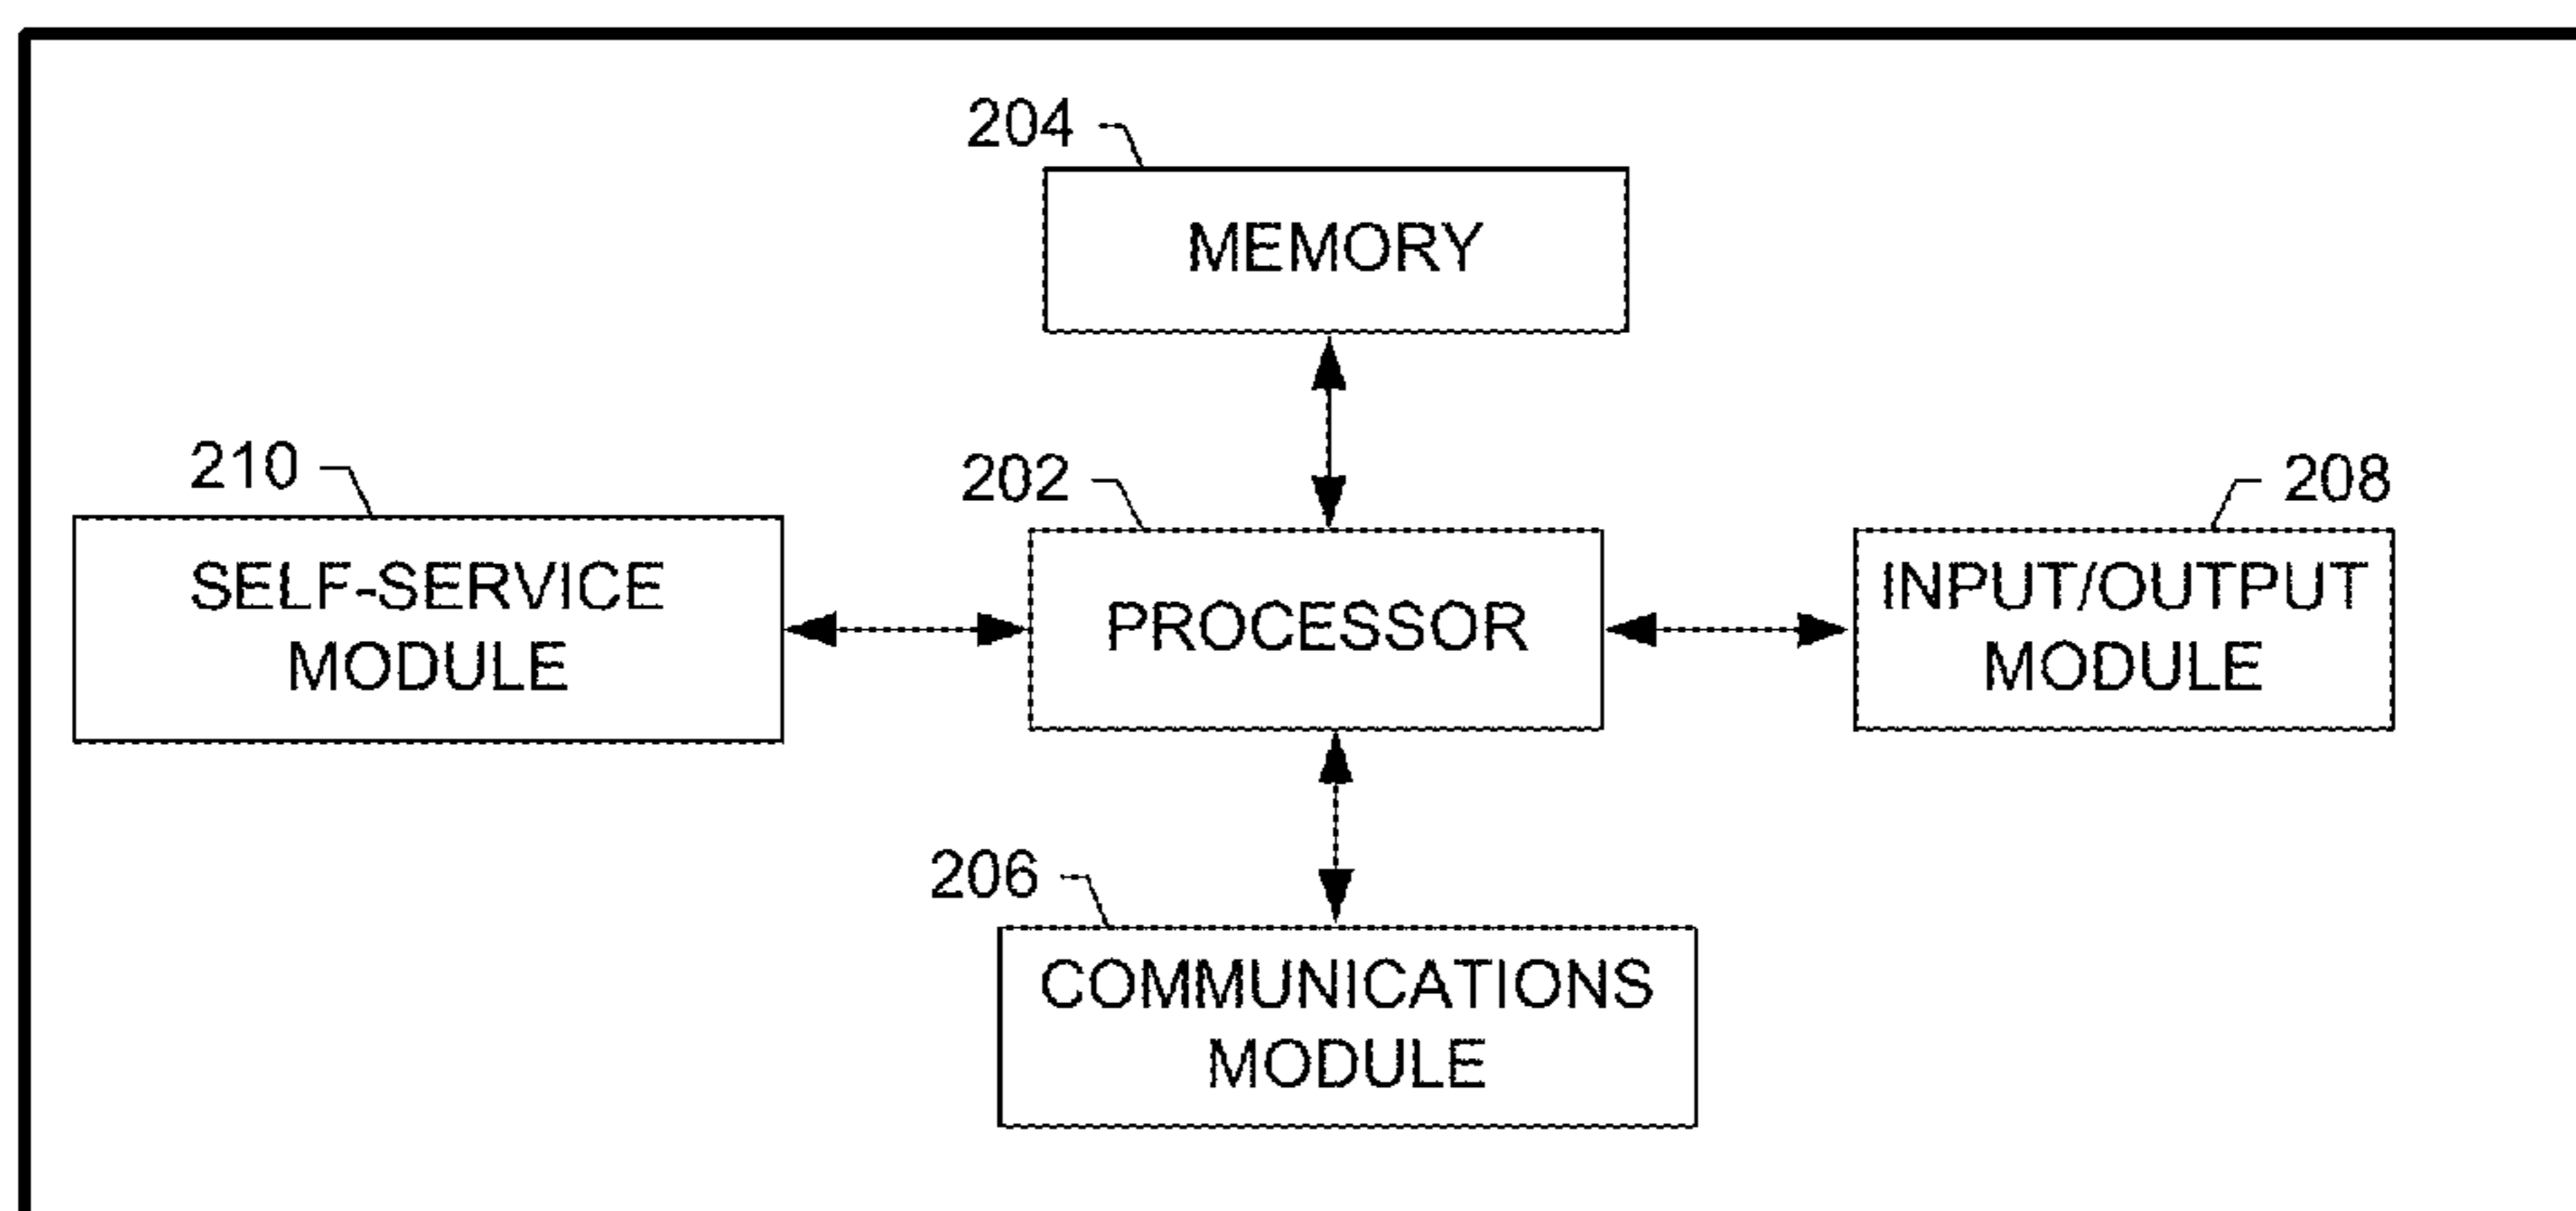 204
MEMORY
210
202
208
SELF-SERVICE
MODULE
PROCESSOR
INPUT/OUTPUT
MODULE
206
COMMUNICATIONS
MODULE